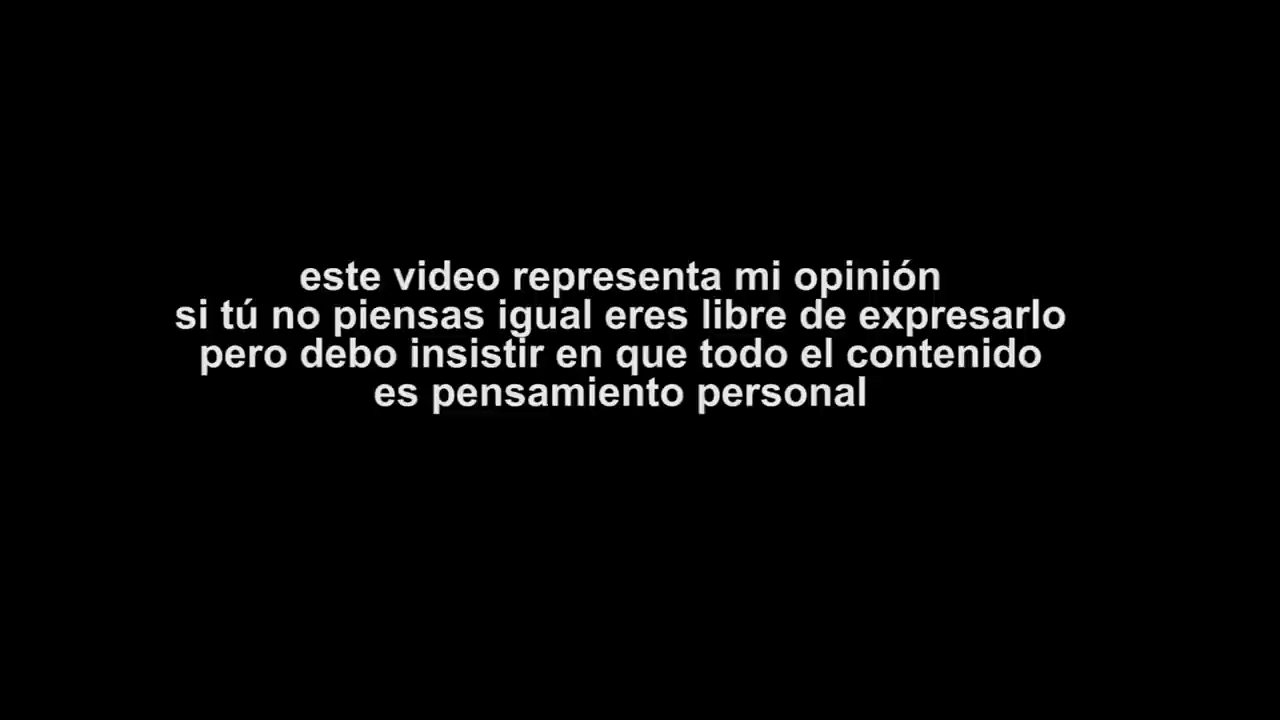 este video representa mi opinión
si tú no piensas igual eres libre de expresarlo
pero debo insistir en que todo el contenido
es pensamiento personal